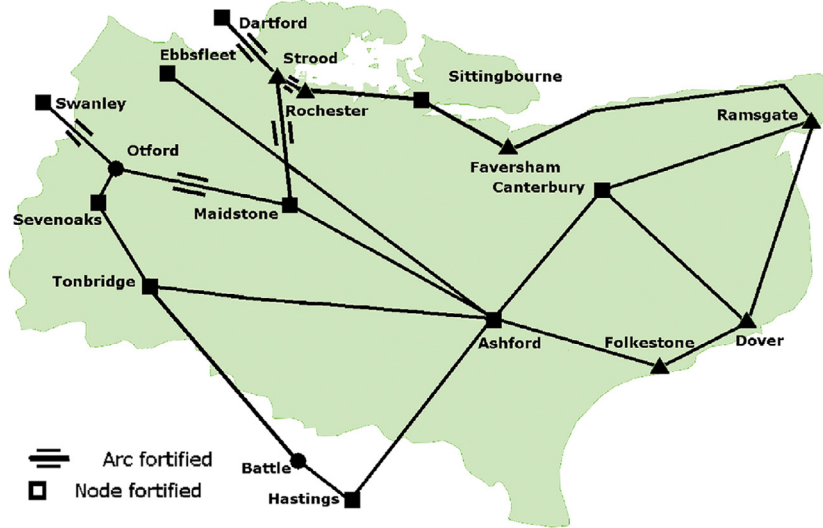 Dartford
Ebbsfleet
Strood
Sittingbourne
Swanley
Rochester
Ramsgate
Otford
Faversham
Canterbury
Sevenoaks
Maidstone
Tonbridge
Ashford
Folkestone
Dover
Arc fortified
Battle
Node fortified
Hastings